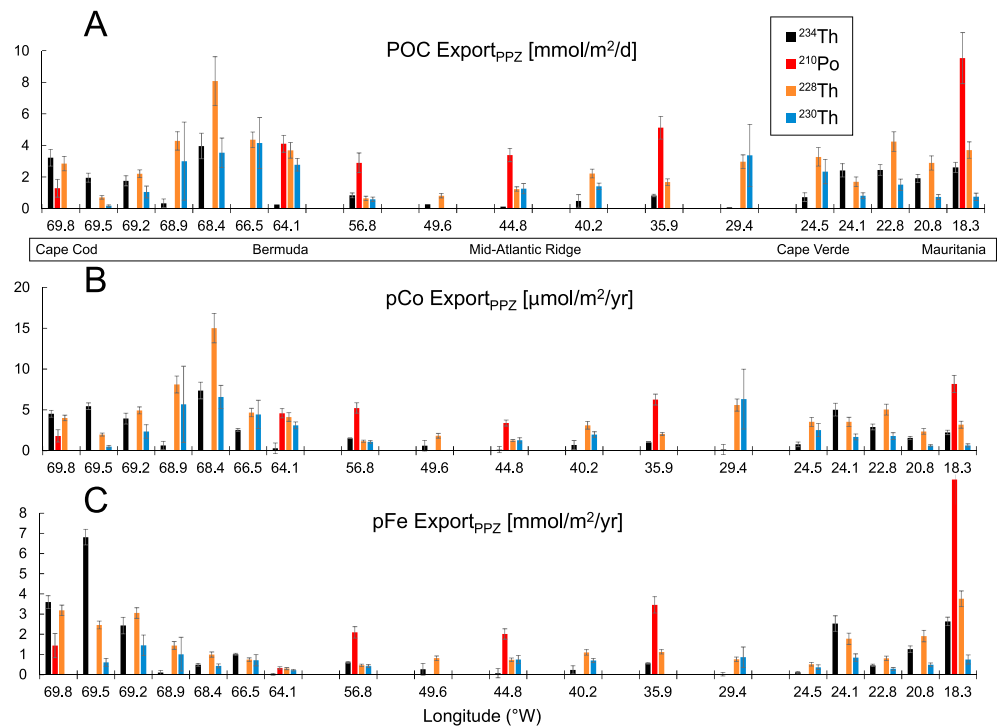 A
POC Export_PPZ [mmol/m²/d]
²³⁴Th
²¹⁰Po
²²⁸Th
²³⁰Th
10
8
6
4
2
0
69.8 69.5 69.2 68.9 68.4 66.5 64.1 56.8 49.6 44.8 40.2 35.9 29.4 24.5 24.1 22.8 20.8 18.3
Cape Cod Bermuda Mid-Atlantic Ridge Cape Verde Mauritania
B
pCo Export_PPZ [µmol/m²/yr]
20
15
10
5
0
69.8 69.5 69.2 68.9 68.4 66.5 64.1 56.8 49.6 44.8 40.2 35.9 29.4 24.5 24.1 22.8 20.8 18.3
C
pFe Export_PPZ [mmol/m²/yr]
8
7
6
5
4
3
2
1
0
69.8 69.5 69.2 68.9 68.4 66.5 64.1 56.8 49.6 44.8 40.2 35.9 29.4 24.5 24.1 22.8 20.8 18.3
Longitude (°W)